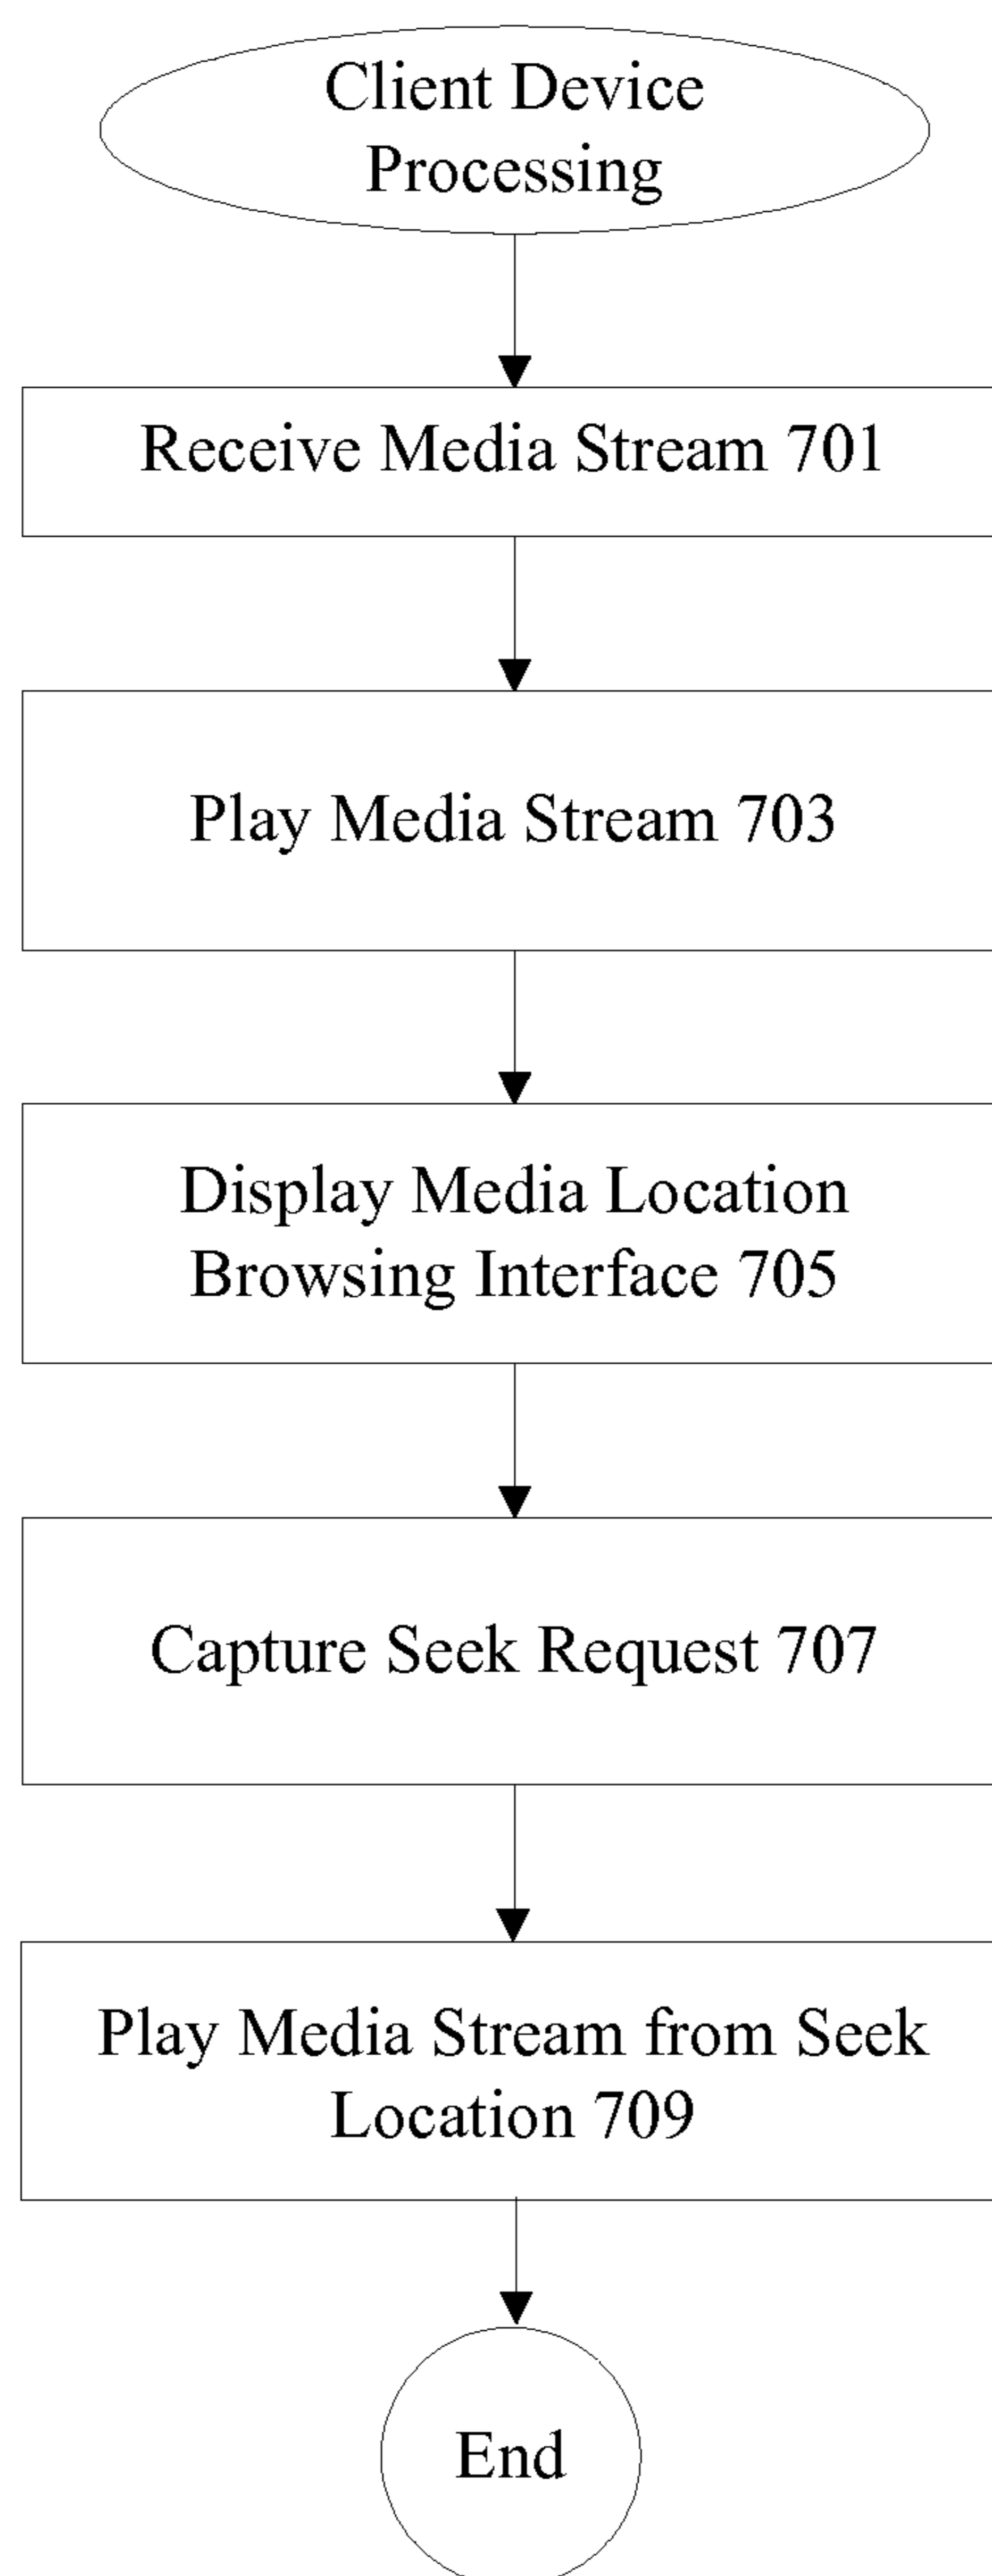 Client Device
Processing
Receive Media Stream 701
Play Media Stream 703
Display Media Location
Browsing Interface 705
Capture Seek Request 707
Play Media Stream from Seek
Location 709
End